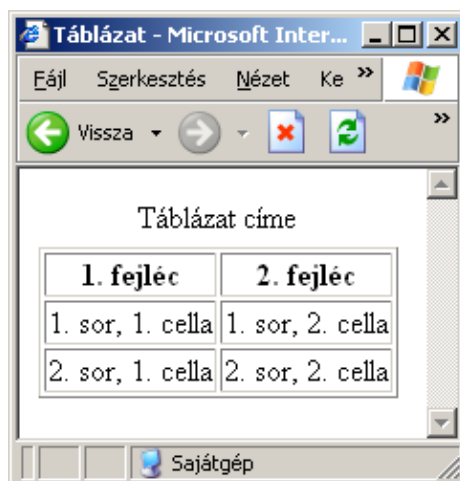 Táblázat - Microsoft Inter...
Fájl Szerkesztés Nézet Ke »
Vissza »
Táblázat címe
1. fejléc 2. fejléc
1. sor, 1. cella 1. sor, 2. cella
2. sor, 1. cella 2. sor, 2. cella
Sajátgép